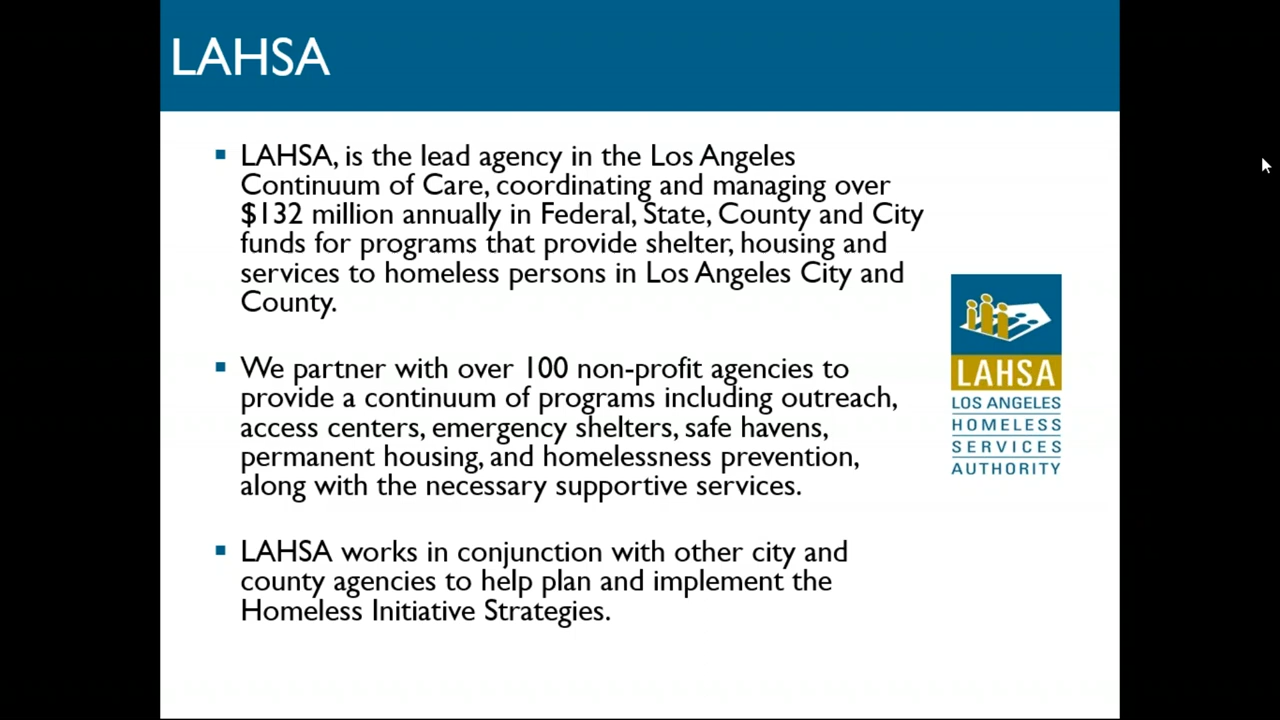 LAHSA
▪ LAHSA, is the lead agency in the Los Angeles
Continuum of Care, coordinating and managing over
$132 million annually in Federal, State, County and City
funds for programs that provide shelter, housing and
services to homeless persons in Los Angeles City and
County.
▪ We partner with over 100 non-profit agencies to
provide a continuum of programs including outreach,
access centers, emergency shelters, safe havens,
permanent housing, and homelessness prevention,
along with the necessary supportive services.
▪ LAHSA works in conjunction with other city and
county agencies to help plan and implement the
Homeless Initiative Strategies.
LAHSA
LOS ANGELES
HOMELESS
SERVICES
AUTHORITY